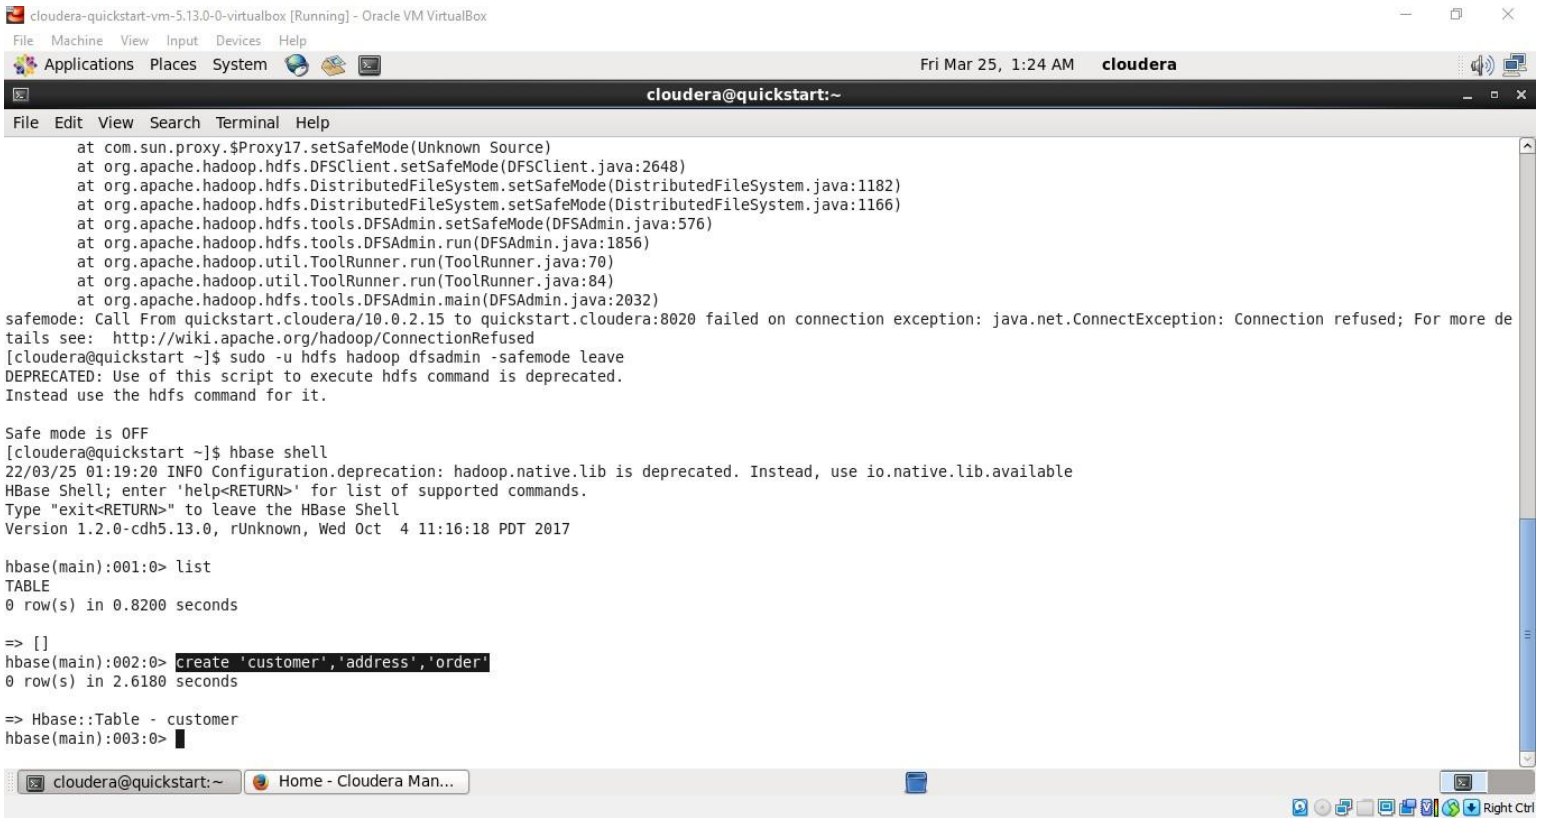 cloudera-quickstart-vm-5.13.0-0-virtualbox [Running] - Oracle VM VirtualBox
File Machine View Input Devices Help
Applications Places System Fri Mar 25, 1:24 AM cloudera
cloudera@quickstart:~
File Edit View Search Terminal Help
at com.sun.proxy.$Proxy17.setSafeMode(Unknown Source)
at org.apache.hadoop.hdfs.DFSClient.setSafeMode(DFSClient.java:2648)
at org.apache.hadoop.hdfs.DistributedFileSystem.setSafeMode(DistributedFileSystem.java:1182)
at org.apache.hadoop.hdfs.DistributedFileSystem.setSafeMode(DistributedFileSystem.java:1166)
at org.apache.hadoop.hdfs.tools.DFSAdmin.setSafeMode(DFSAdmin.java:576)
at org.apache.hadoop.hdfs.tools.DFSAdmin.run(DFSAdmin.java:1856)
at org.apache.hadoop.util.ToolRunner.run(ToolRunner.java:70)
at org.apache.hadoop.util.ToolRunner.run(ToolRunner.java:84)
at org.apache.hadoop.hdfs.tools.DFSAdmin.main(DFSAdmin.java:2032)
safemode: Call From quickstart.cloudera/10.0.2.15 to quickstart.cloudera:8020 failed on connection exception: java.net.ConnectException: Connection refused; For more de
tails see:  http://wiki.apache.org/hadoop/ConnectionRefused
[cloudera@quickstart ~]$ sudo -u hdfs hadoop dfsadmin -safemode leave
DEPRECATED: Use of this script to execute hdfs command is deprecated.
Instead use the hdfs command for it.
Safe mode is OFF
[cloudera@quickstart ~]$ hbase shell
22/03/25 01:19:20 INFO Configuration.deprecation: hadoop.native.lib is deprecated. Instead, use io.native.lib.available
HBase Shell; enter 'help<RETURN>' for list of supported commands.
Type "exit<RETURN>" to leave the HBase Shell
Version 1.2.0-cdh5.13.0, rUnknown, Wed Oct  4 11:16:18 PDT 2017
hbase(main):001:0> list
TABLE
0 row(s) in 0.8200 seconds
=> []
hbase(main):002:0> create 'customer','address','order'
0 row(s) in 2.6180 seconds
=> Hbase::Table - customer
hbase(main):003:0>
cloudera@quickstart:~ Home - Cloudera Man...
Right Ctrl